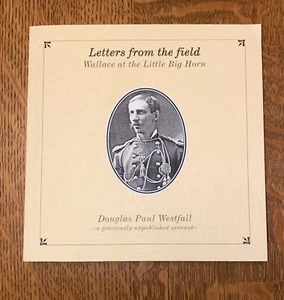 Letters from the field
Wallace at the Little Big Horn
Douglas Paul Westfall
-a previously unpublished account-